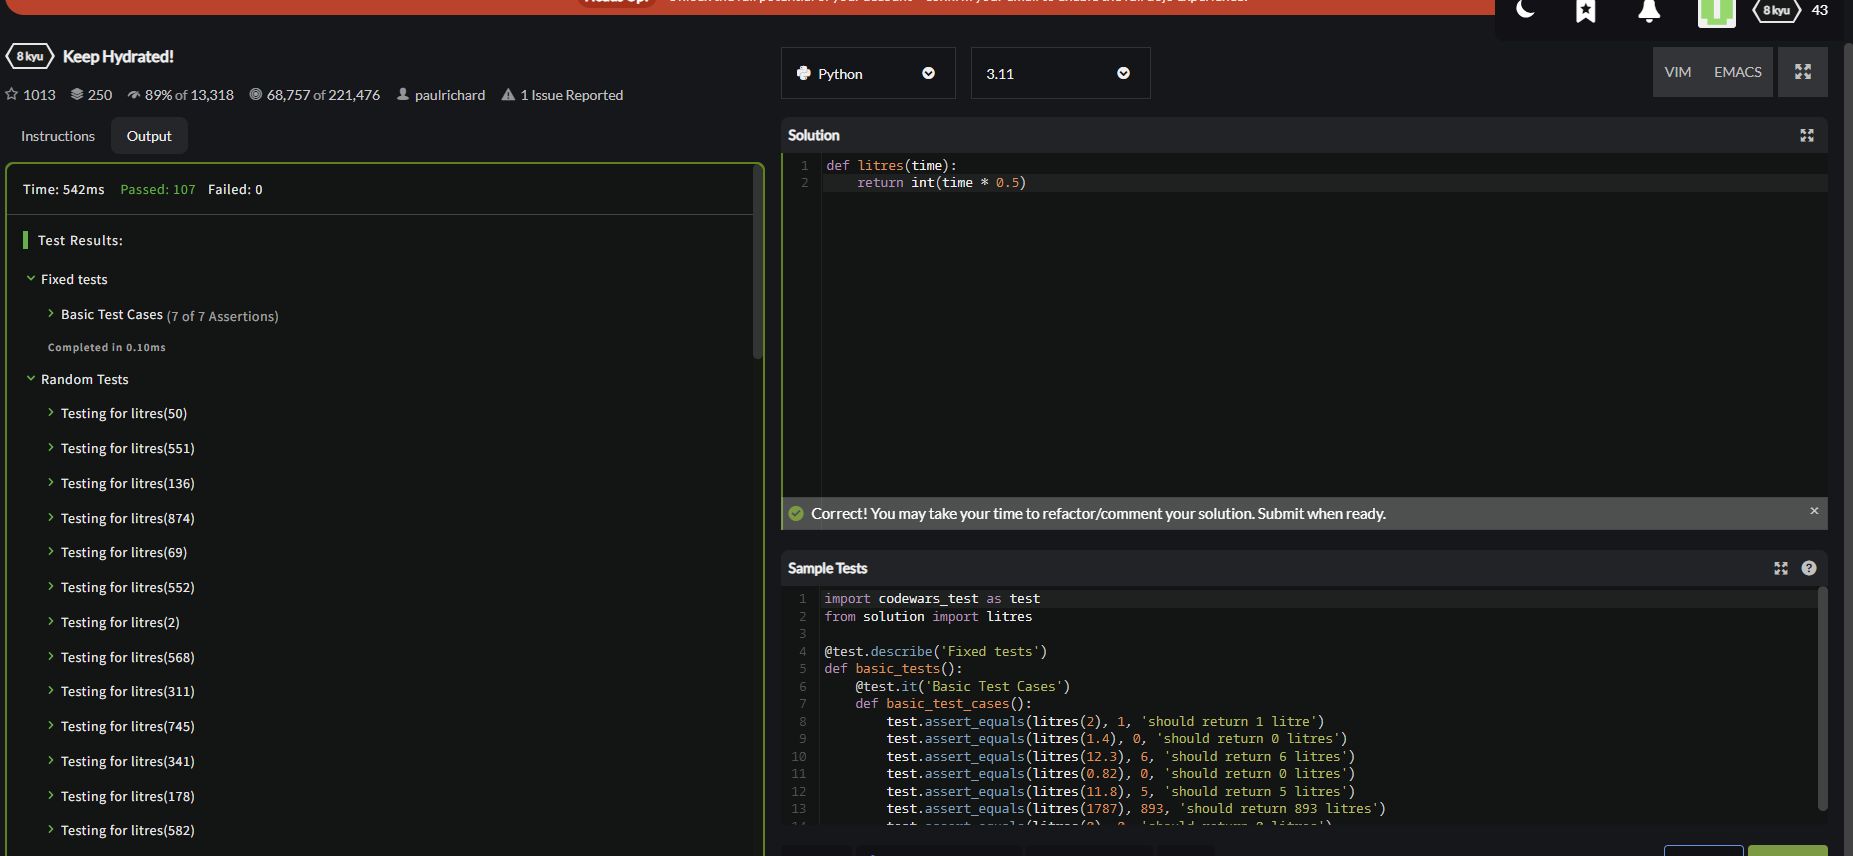 8 kyu 43
8 kyu Keep Hydrated!
1013 250 89% of 13,318 68,757 of 221,476 paulrichard 1 Issue Reported
Instructions Output
Time: 542ms Passed: 107 Failed: 0
Test Results:
Fixed tests
Basic Test Cases (7 of 7 Assertions)
Completed in 0.10ms
Random Tests
Testing for litres(50)
Testing for litres(551)
Testing for litres(136)
Testing for litres(874)
Testing for litres(69)
Testing for litres(552)
Testing for litres(2)
Testing for litres(568)
Testing for litres(311)
Testing for litres(745)
Testing for litres(341)
Testing for litres(178)
Testing for litres(582)
Python 3.11 VIM EMACS
Solution
1 def litres(time):
2 return int(time * 0.5)
Correct! You may take your time to refactor/comment your solution. Submit when ready. ×
Sample Tests ?
1 import codewars_test as test
2 from solution import litres
3
4 @test.describe('Fixed tests')
5 def basic_tests():
6 @test.it('Basic Test Cases')
7 def basic_test_cases():
8 test.assert_equals(litres(2), 1, 'should return 1 litre')
9 test.assert_equals(litres(1.4), 0, 'should return 0 litres')
10 test.assert_equals(litres(12.3), 6, 'should return 6 litres')
11 test.assert_equals(litres(0.82), 0, 'should return 0 litres')
12 test.assert_equals(litres(11.8), 5, 'should return 5 litres')
13 test.assert_equals(litres(1787), 893, 'should return 893 litres')